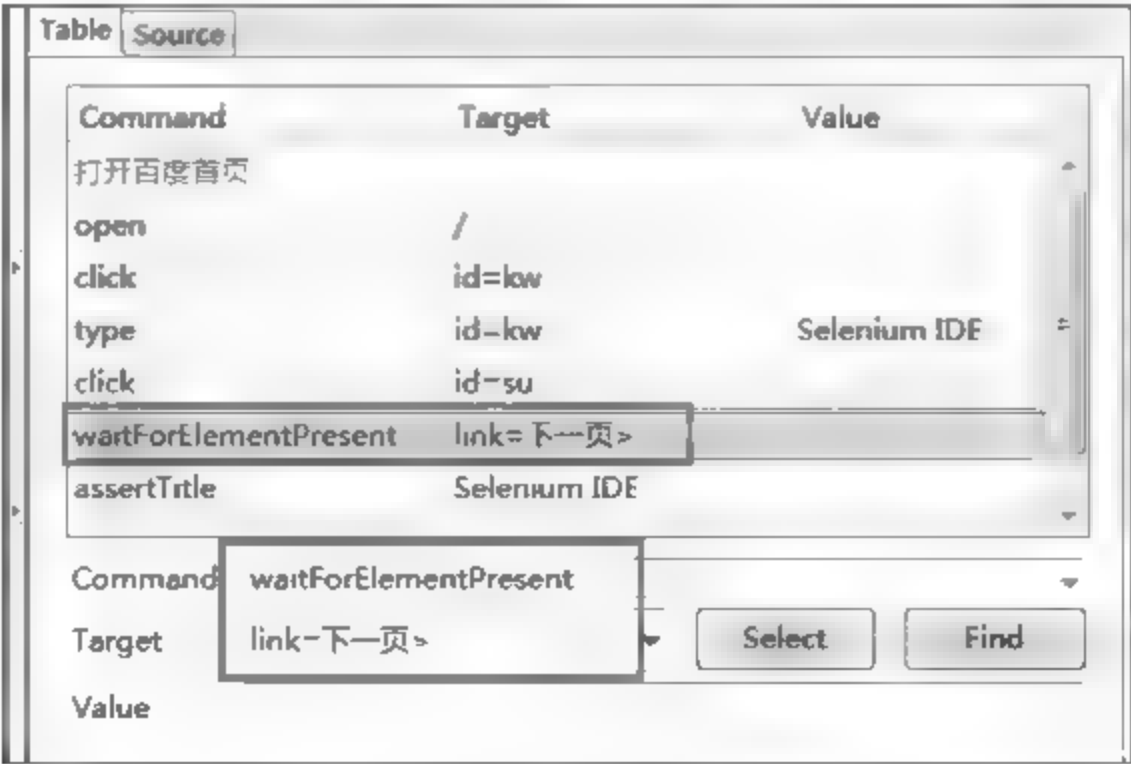 Table Source
Command Target Value
打开百度首页
open /
click id=kw
type id=kw Selenium IDE
click id=su
waitForElementPresent link=下一页>
assertTitle Selenium IDE
Command waitForElementPresent
Target link=下一页> Select Find
Value